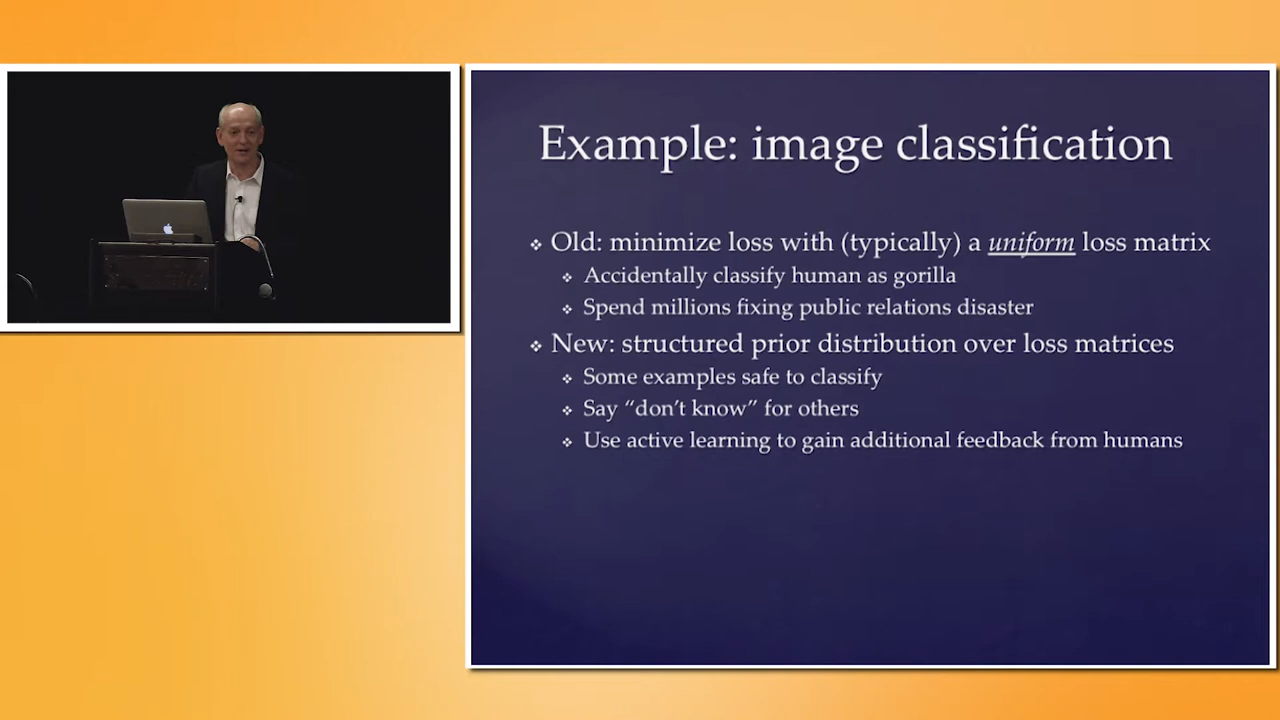 Example: image classification
Old: minimize loss with (typically) a uniform loss matrix
Accidentally classify human as gorilla
Spend millions fixing public relations disaster
New: structured prior distribution over loss matrices
Some examples safe to classify
Say “don’t know” for others
Use active learning to gain additional feedback from humans